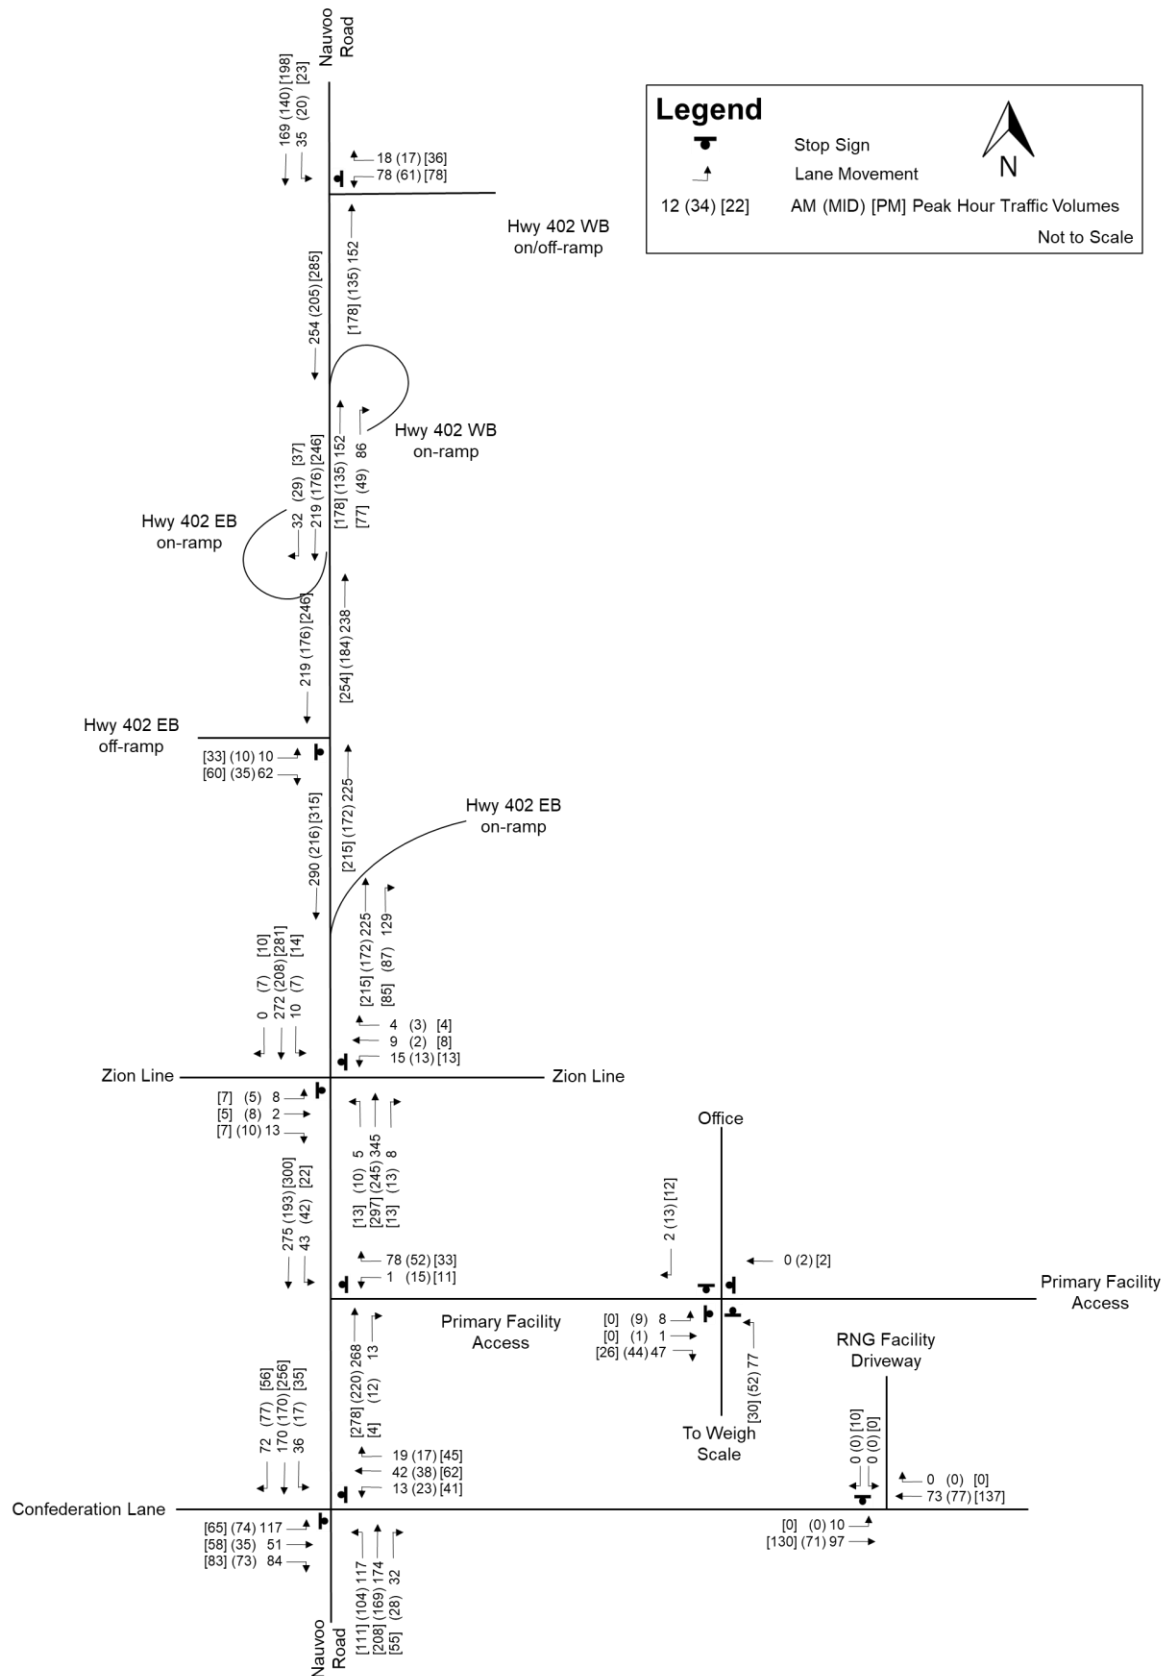 Nauvoo
Road
169 (140) [198]
35 (20) [23]
18 (17) [36]
78 (61) [78]
Hwy 402 WB
on/off-ramp
Legend
Stop Sign
Lane Movement
12 (34) [22] AM (MID) [PM] Peak Hour Traffic Volumes
Not to Scale
N
254 (205) [285]
[178] (135) 152
Hwy 402 WB
on-ramp
32 (29) [37]
219 (176) [246]
[178] (135) 152
[77] (49) 86
Hwy 402 EB
on-ramp
219 (176) [246]
[254] (184) 238
Hwy 402 EB
off-ramp
[33] (10) 10
[60] (35) 62
290 (216) [315]
[215] (172) 225
Hwy 402 EB
on-ramp
[215] (172) 225
[85] (87) 129
0 (7) [10]
272 (208) [281]
10 (7) [14]
4 (3) [4]
9 (2) [8]
15 (13) [13]
Zion Line
Zion Line
[7] (5) 8
[5] (8) 2
[7] (10) 13
[13] (10) 5
[297] (245) 345
[13] (13) 8
275 (193) [300]
43 (42) [22]
78 (52) [33]
1 (15) [11]
Primary Facility
Access
Office
2 (13) [12]
0 (2) [2]
Primary Facility
Access
[0] (9) 8
[0] (1) 1
[26] (44) 47
[30] (52) 77
To Weigh
Scale
RNG Facility
Driveway
0 (0) [10]
0 (0) [0]
0 (0) [0]
73 (77) [137]
[0] (0) 10
[130] (71) 97
[278] (220) 268
[4] (12) 13
72 (77) [56]
170 (170) [256]
36 (17) [35]
19 (17) [45]
42 (38) [62]
13 (23) [41]
Confederation Lane
[65] (74) 117
[58] (35) 51
[83] (73) 84
[111] (104) 117
[208] (169) 174
[55] (28) 32
Nauvoo
Road